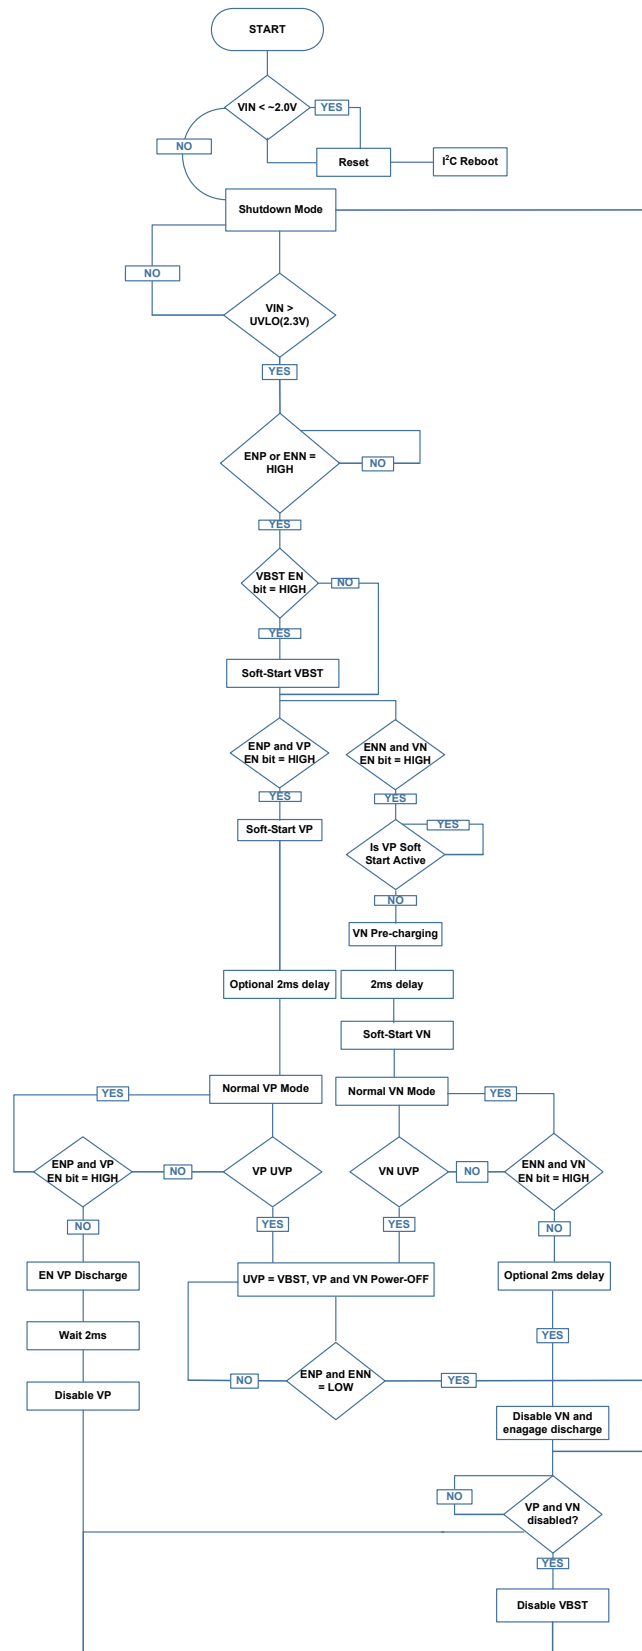 START
VIN < ~2.0V
YES
NO
Reset
I²C Reboot
Shutdown Mode
NO
VIN >
UVLO(2.3V)
YES
ENP or ENN =
HIGH
NO
YES
VBST EN
bit = HIGH
NO
YES
Soft-Start VBST
ENP and VP
EN bit = HIGH
ENN and VN
EN bit = HIGH
YES
YES
Soft-Start VP
YES
Is VP Soft
Start Active
NO
VN Pre-charging
Optional 2ms delay
2ms delay
Soft-Start VN
Normal VP Mode
Normal VN Mode
YES
YES
ENP and VP
EN bit = HIGH
NO
VP UVP
VN UVP
NO
ENN and VN
EN bit = HIGH
NO
YES
YES
NO
EN VP Discharge
UVP = VBST, VP and VN Power-OFF
Optional 2ms delay
Wait 2ms
YES
NO
ENP and ENN
= LOW
YES
Disable VP
Disable VN and
enagage discharge
NO
VP and VN
disabled?
YES
Disable VBST